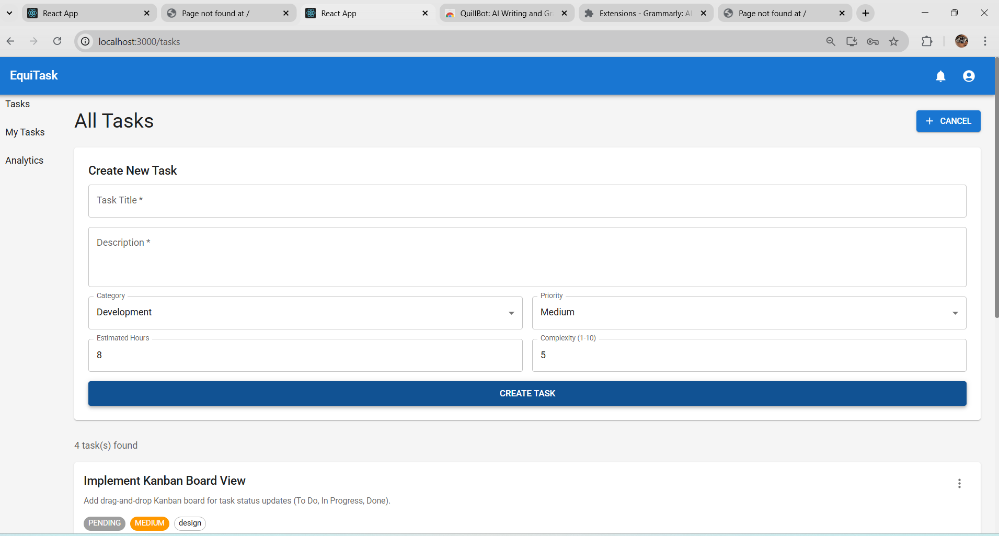 React App
Page not found at /
React App
QuillBot: AI Writing and Gr
Extensions - Grammarly: AI
Page not found at /
localhost:3000/tasks
EquiTask
Tasks
My Tasks
Analytics
All Tasks
+ CANCEL
Create New Task
Task Title *
Description *
Category
Development
Priority
Medium
Estimated Hours
8
Complexity (1-10)
5
CREATE TASK
4 task(s) found
Implement Kanban Board View
Add drag-and-drop Kanban board for task status updates (To Do, In Progress, Done).
PENDING MEDIUM design